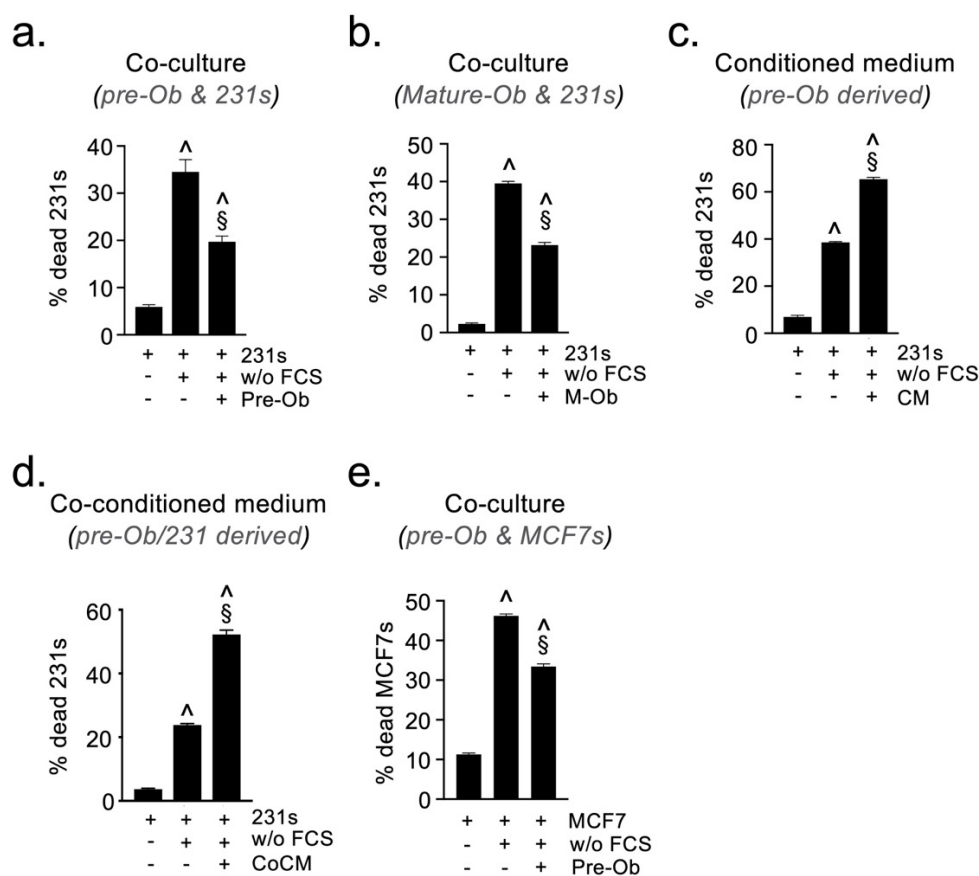 a.
Co-culture
(pre-Ob & 231s)
% dead 231s
40
30
20
10
0
^
^
§
+ + + 231s
- + + w/o FCS
- - + Pre-Ob
b.
Co-culture
(Mature-Ob & 231s)
% dead 231s
50
40
30
20
10
0
^
^
§
+ + + 231s
- + + w/o FCS
- - + M-Ob
c.
Conditioned medium
(pre-Ob derived)
% dead 231s
80
60
40
20
0
^
^
§
+ + + 231s
- + + w/o FCS
- - + CM
d.
Co-conditioned medium
(pre-Ob/231 derived)
% dead 231s
60
40
20
0
^
^
§
+ + + 231s
- + + w/o FCS
- - + CoCM
e.
Co-culture
(pre-Ob & MCF7s)
% dead MCF7s
50
40
30
20
10
0
^
^
§
+ + + MCF7
- + + w/o FCS
- - + Pre-Ob